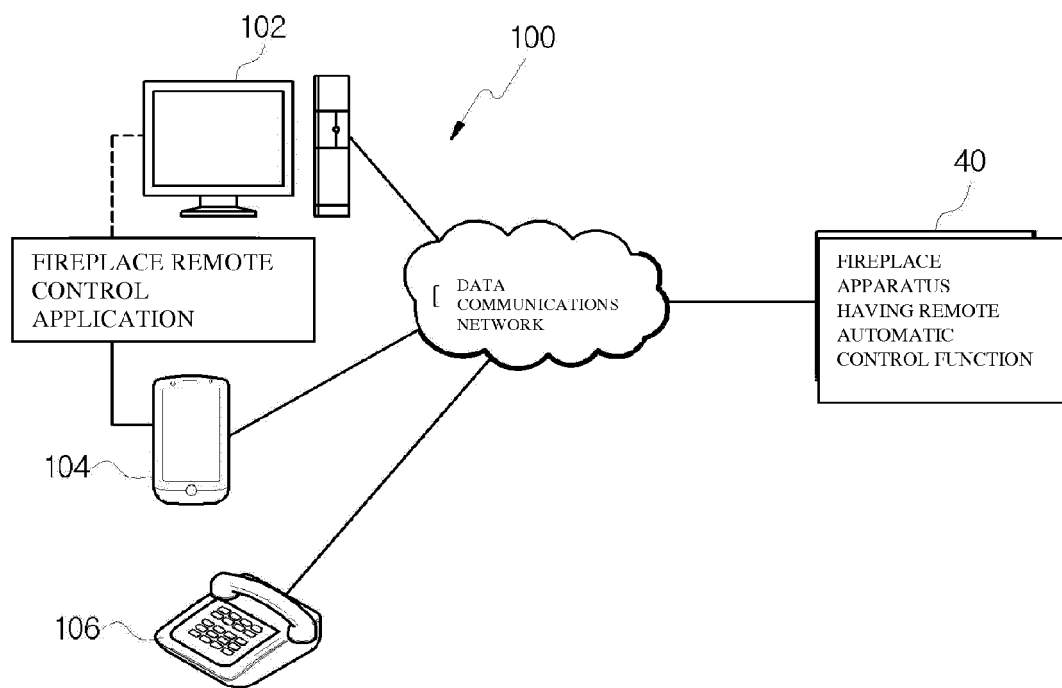 102
100
40
FIREPLACE REMOTE
CONTROL
APPLICATION
[ DATA
COMMUNICATIONS
NETWORK
FIREPLACE
APPARATUS
HAVING REMOTE
AUTOMATIC
CONTROL FUNCTION
104
106